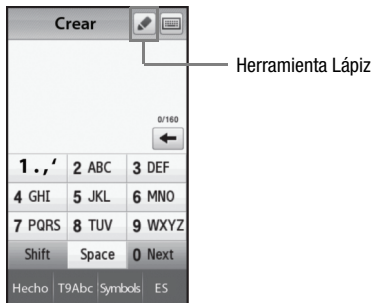 Crear
Herramienta Lápiz
0/160
1 . , ‘ 2 ABC 3 DEF
4 GHI 5 JKL 6 MNO
7 PQRS 8 TUV 9 WXYZ
Shift Space 0 Next
Hecho T9Abc Symbols ES